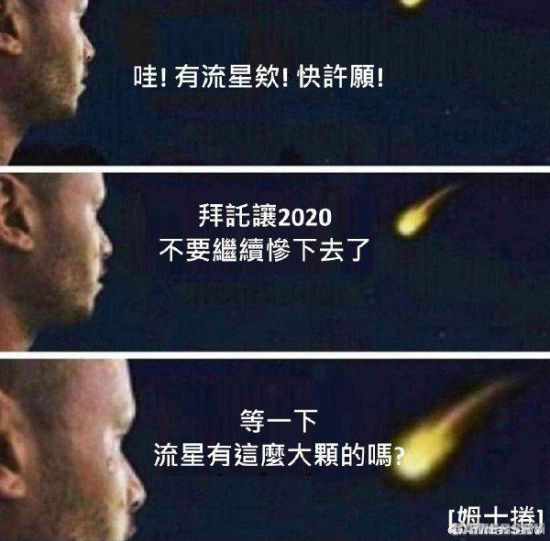 哇! 有流星欸! 快許願!
拜託讓2020
不要繼續慘下去了
等一下
流星有這麼大顆的嗎?
[姆士捲]